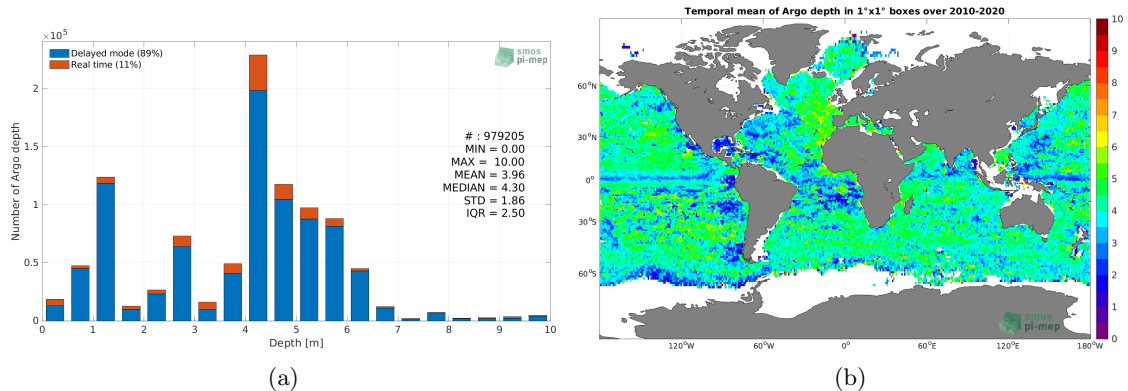 ×10⁵
Delayed mode (89%)
Real time (11%)
smos
pi-mep
2
1.5
1
0.5
0
Number of Argo depth
# : 979205
MIN = 0.00
MAX = 10.00
MEAN = 3.96
MEDIAN = 4.30
STD = 1.86
IQR = 2.50
0 1 2 3 4 5 6 7 8 9 10
Depth [m]
(a)
Temporal mean of Argo depth in 1°x1° boxes over 2010-2020
60°N
30°N
0°
30°S
60°S
120°W 60°W 0° 60°E 120°E 180°W
10
9
8
7
6
5
4
3
2
1
0
smos
pi-mep
(b)